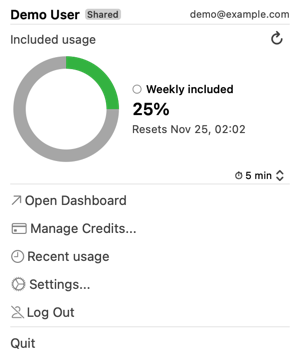 Demo User Shared demo@example.com
Included usage
Weekly included
25%
Resets Nov 25, 02:02
5 min
Open Dashboard
Manage Credits...
Recent usage
Settings...
Log Out
Quit